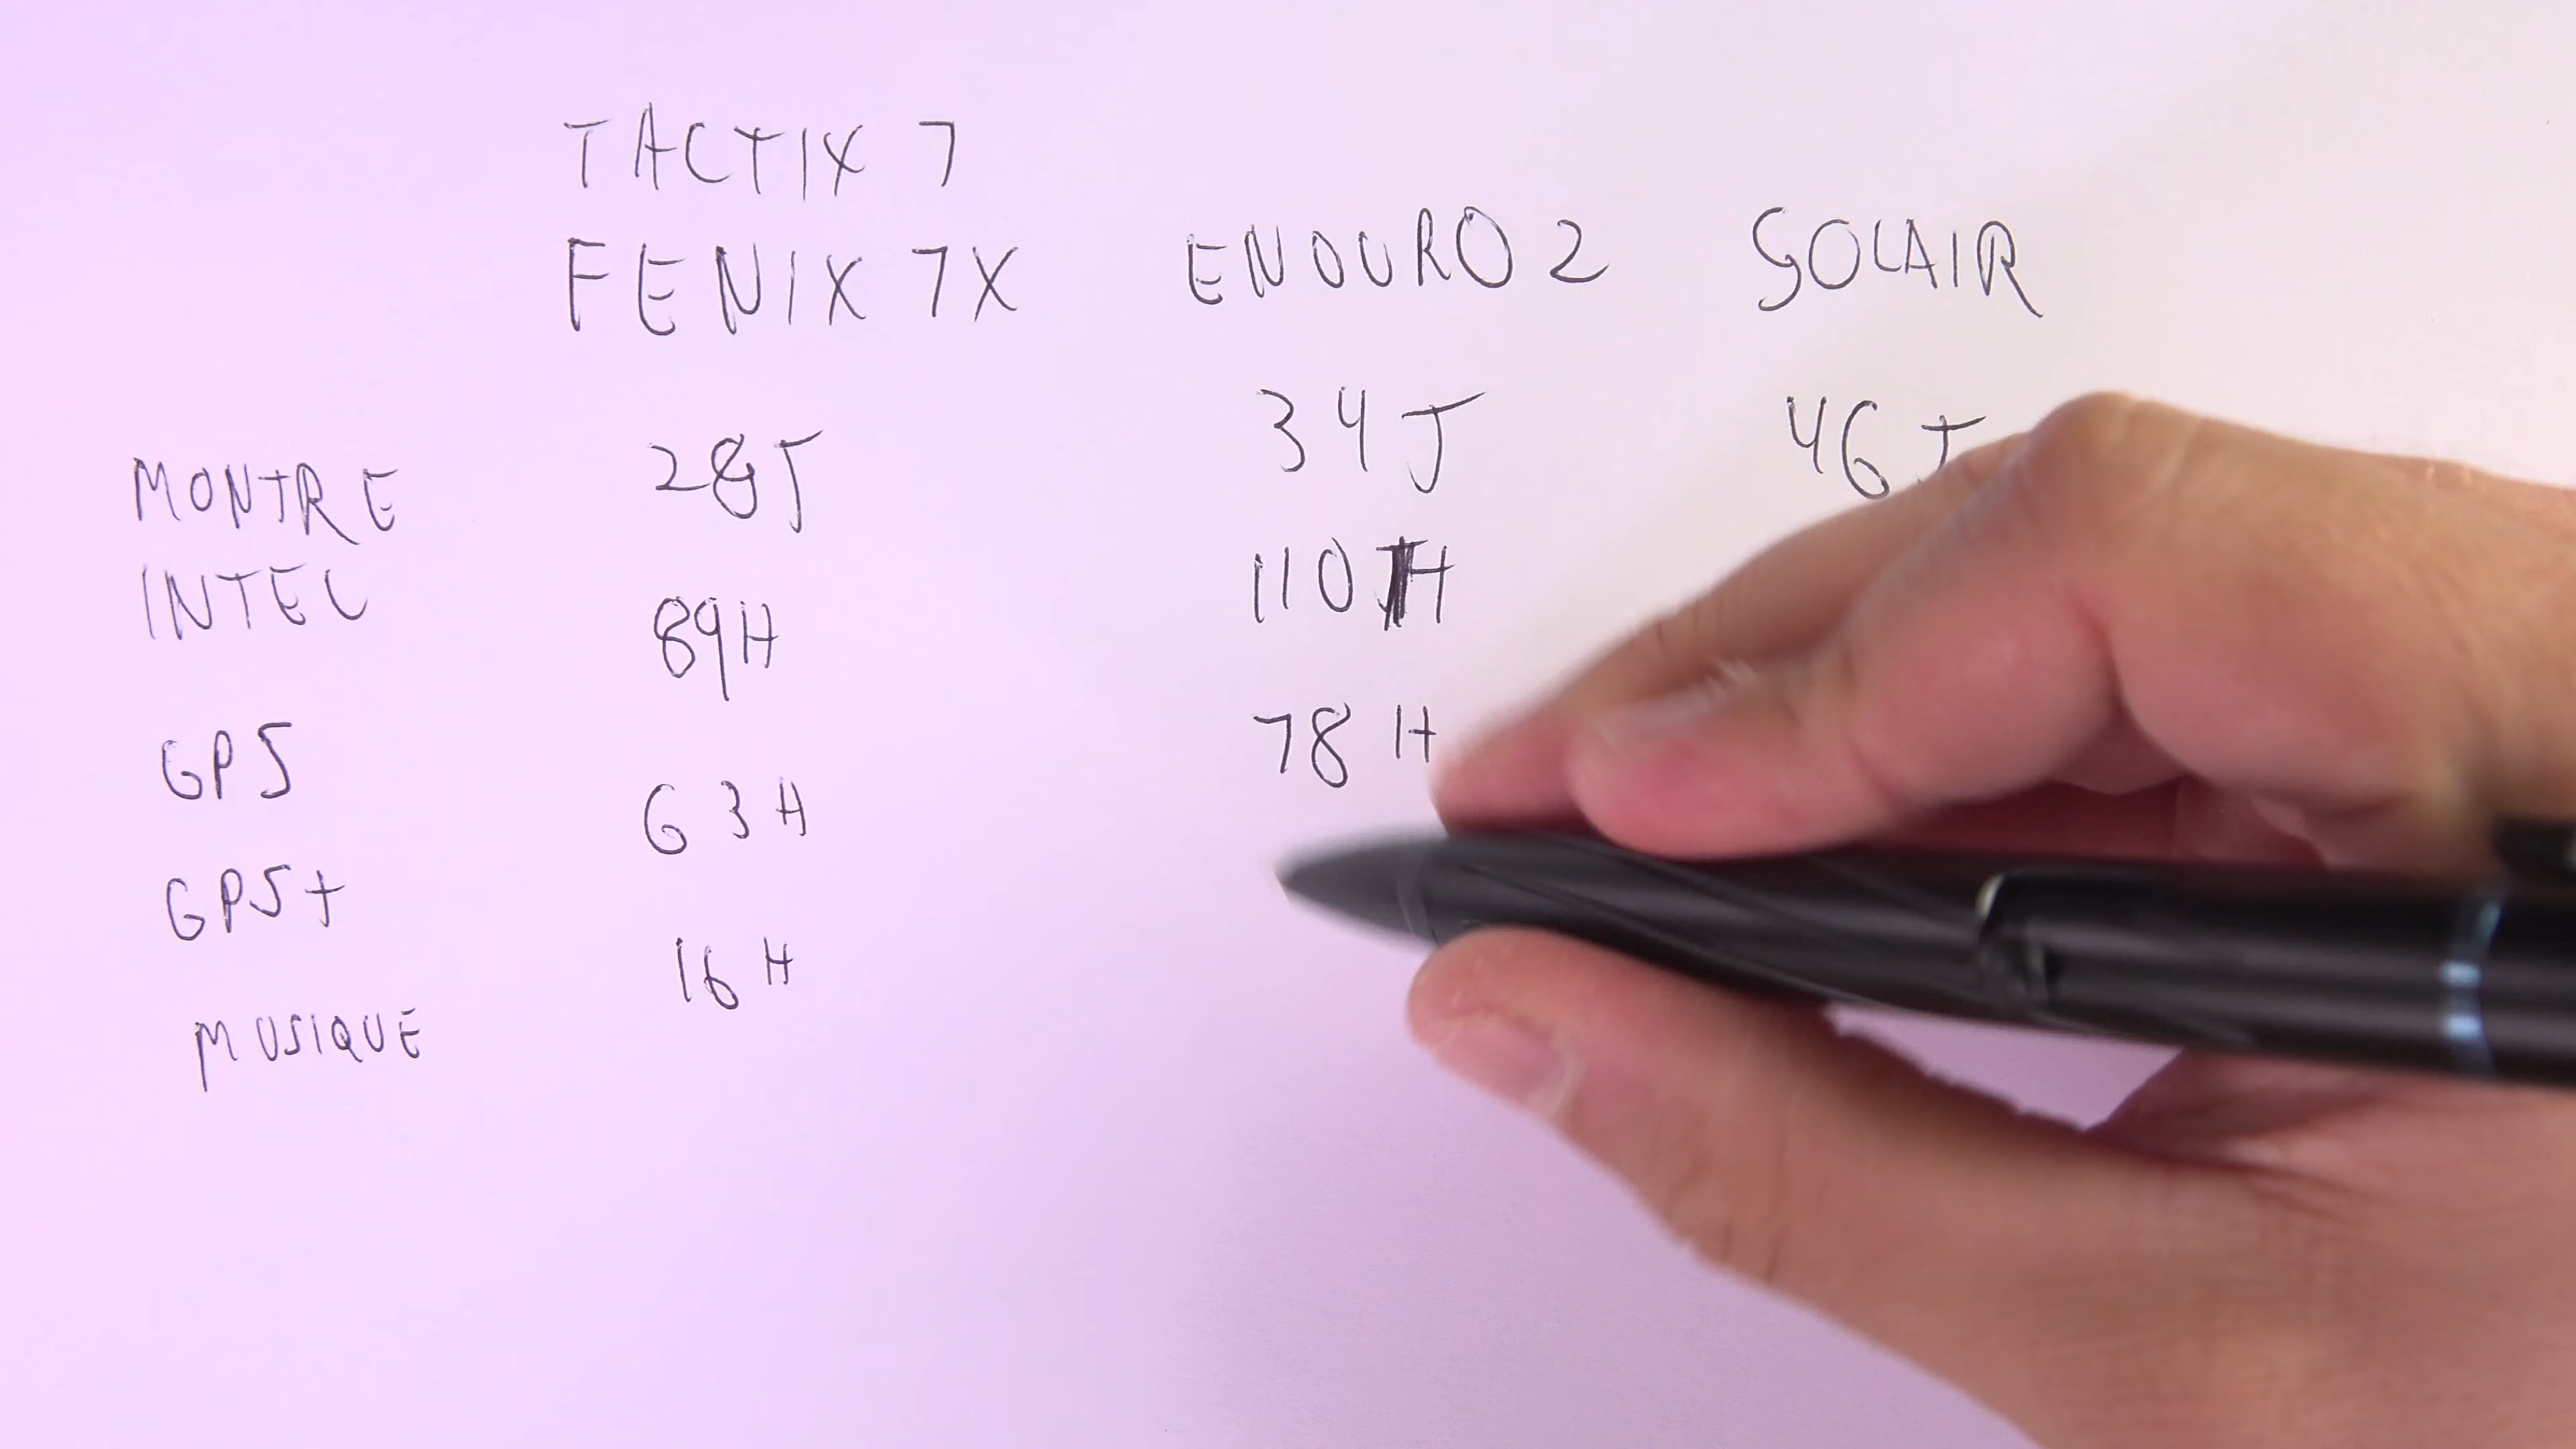 TACTIX 7
FENIX 7X
ENDURO 2
SOLAIR
MONTRE
INTEL
28J
34J
46J
89H
110H
GPS
63H
78H
GPS+
16H
MUSIQUE